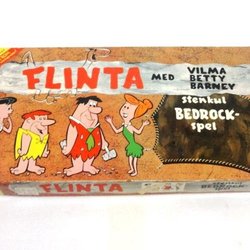 FLINTA MED VILMA
BETTY
BARNEY
stenkul
BEDROCK-
spel
FLINTA